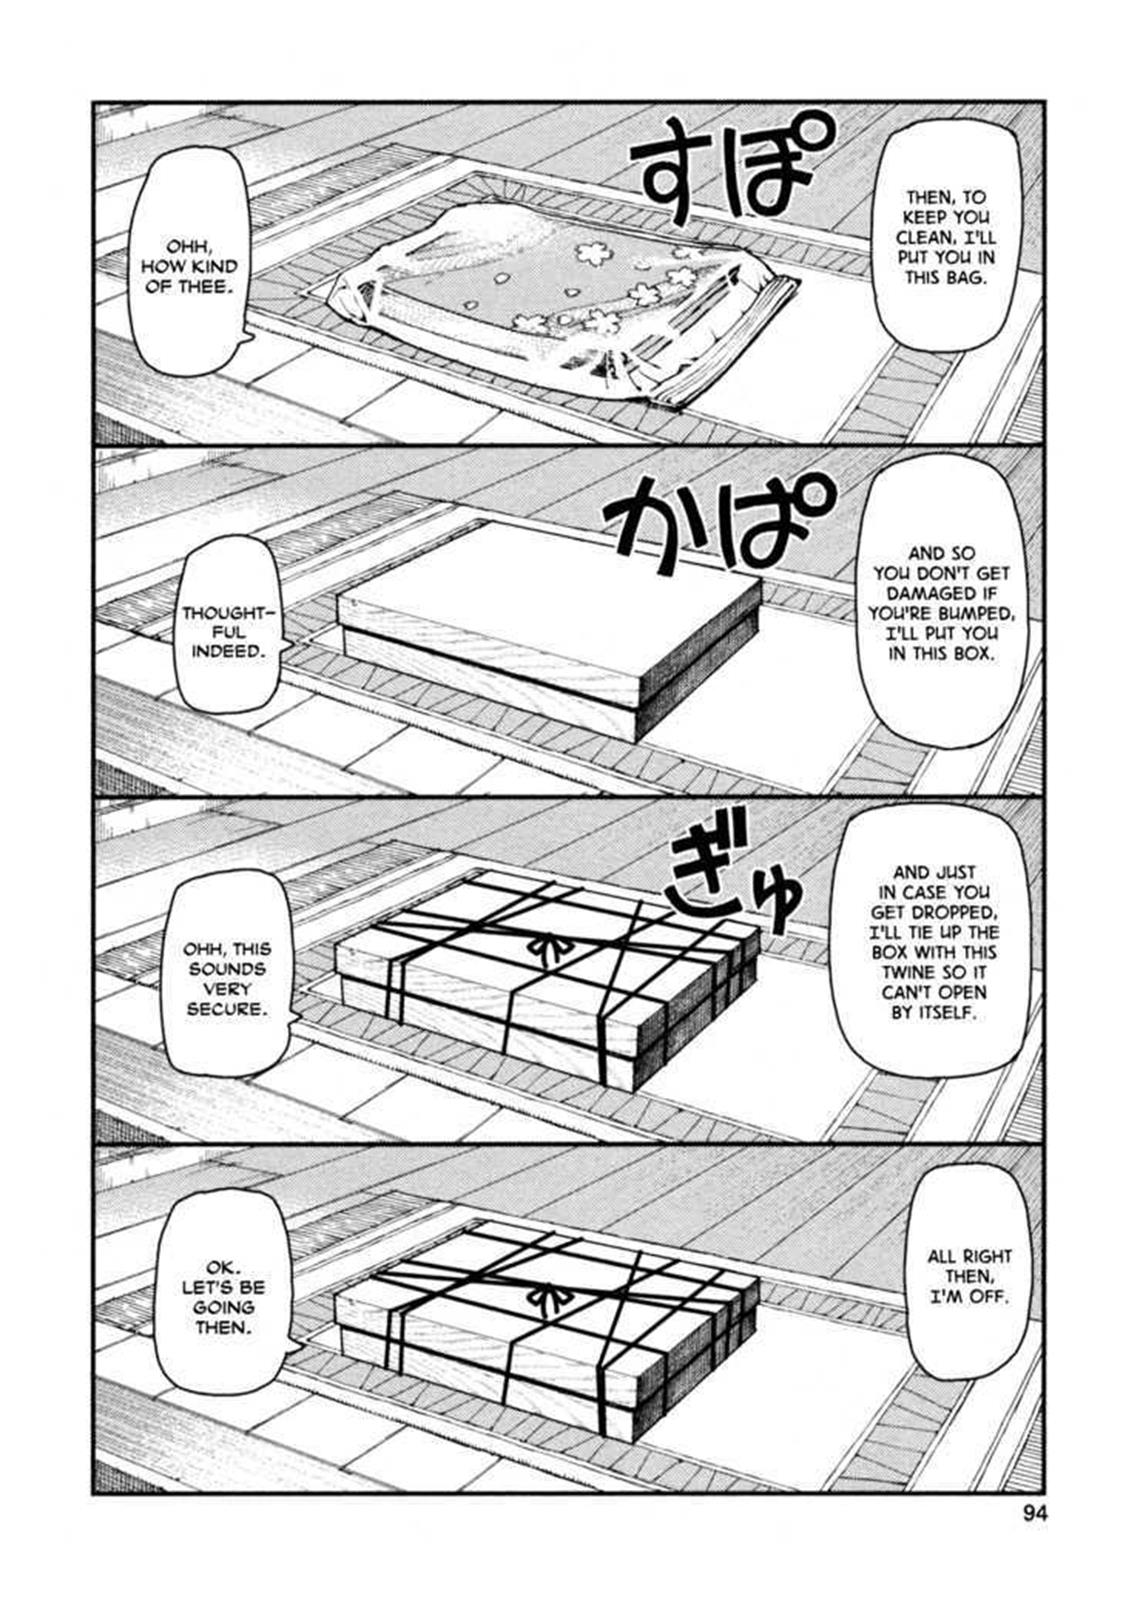 THEN, TO
KEEP YOU
CLEAN, I'LL
PUT YOU IN
THIS BAG.
すぽ
OHH,
HOW KIND
OF THEE.
AND SO
YOU DON'T GET
DAMAGED IF
YOU'RE BUMPED,
I'LL PUT YOU
IN THIS BOX.
かぱ
THOUGHT-
FUL
INDEED.
AND JUST
IN CASE YOU
GET DROPPED,
I'LL TIE UP THE
BOX WITH THIS
TWINE SO IT
CAN'T OPEN
BY ITSELF.
ぎゅ
OHH, THIS
SOUNDS
VERY
SECURE.
ALL RIGHT
THEN,
I'M OFF.
OK.
LET'S BE
GOING
THEN.
94